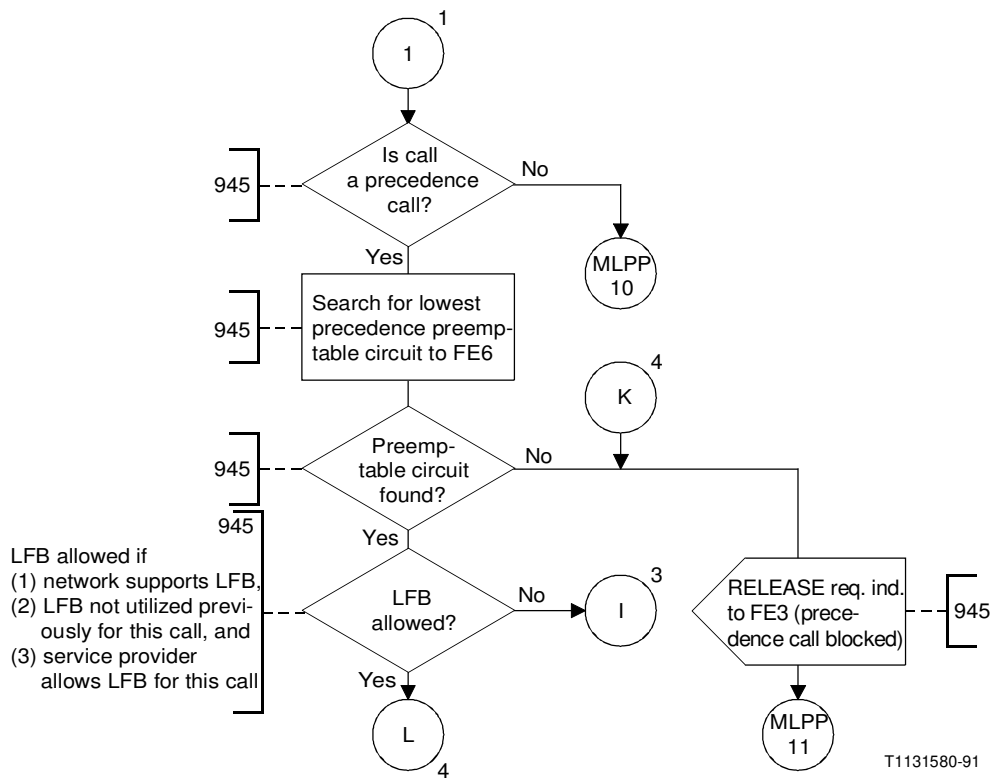 1
1
Is call
a precedence
call?
No
945
MLPP
10
Yes
Search for lowest
precedence preemp-
table circuit to FE6
945
4
K
Preemp-
table circuit
found?
No
945
Yes
945
LFB allowed if
(1) network supports LFB,
(2) LFB not utilized previ-
ously for this call, and
(3) service provider
allows LFB for this call
LFB
allowed?
No
3
I
RELEASE req. ind.
to FE3 (prece-
dence call blocked)
945
Yes
L
4
MLPP
11
T1131580-91